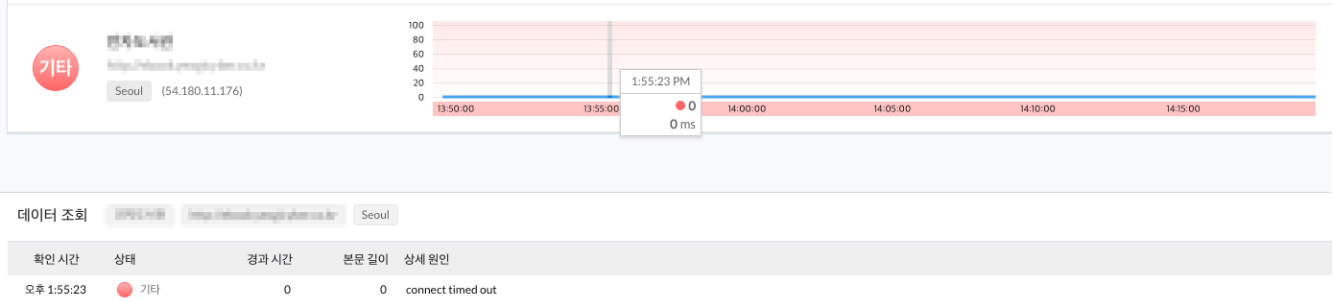 100
80
60
40
20
0
기타
Seoul (54.180.11.176)
1:55:23 PM
0
0 ms
13:50:00 13:55:00 14:00:00 14:05:00 14:10:00 14:15:00
데이터 조회 Seoul
확인 시간 상태 경과 시간 본문 길이 상세 원인
오후 1:55:23 기타 0 0 connect timed out